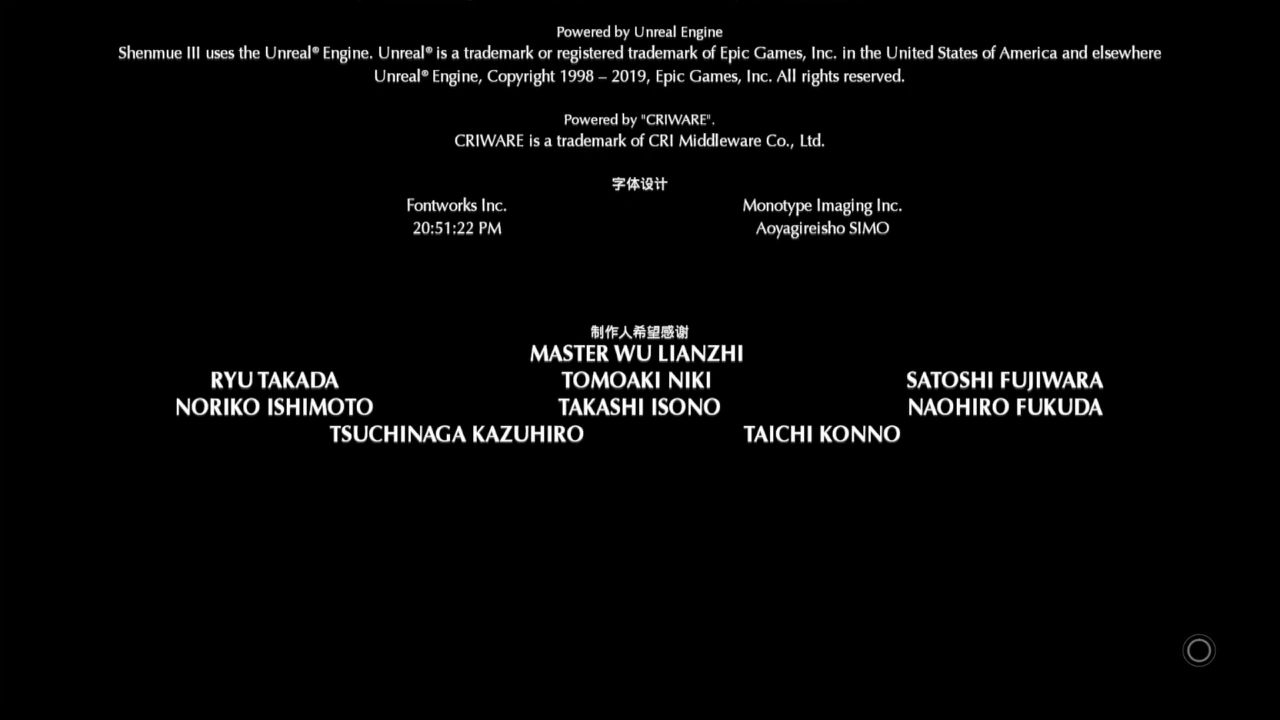 Powered by Unreal Engine
Shenmue III uses the Unreal® Engine. Unreal® is a trademark or registered trademark of Epic Games, Inc. in the United States of America and elsewhere
Unreal® Engine, Copyright 1998 – 2019, Epic Games, Inc. All rights reserved.
Powered by "CRIWARE".
CRIWARE is a trademark of CRI Middleware Co., Ltd.
字体设计
Fontworks Inc. Monotype Imaging Inc.
20:51:22 PM Aoyagireisho SIMO
制作人希望感谢
MASTER WU LIANZHI
RYU TAKADA TOMOAKI NIKI SATOSHI FUJIWARA
NORIKO ISHIMOTO TAKASHI ISONO NAOHIRO FUKUDA
TSUCHINAGA KAZUHIRO TAICHI KONNO